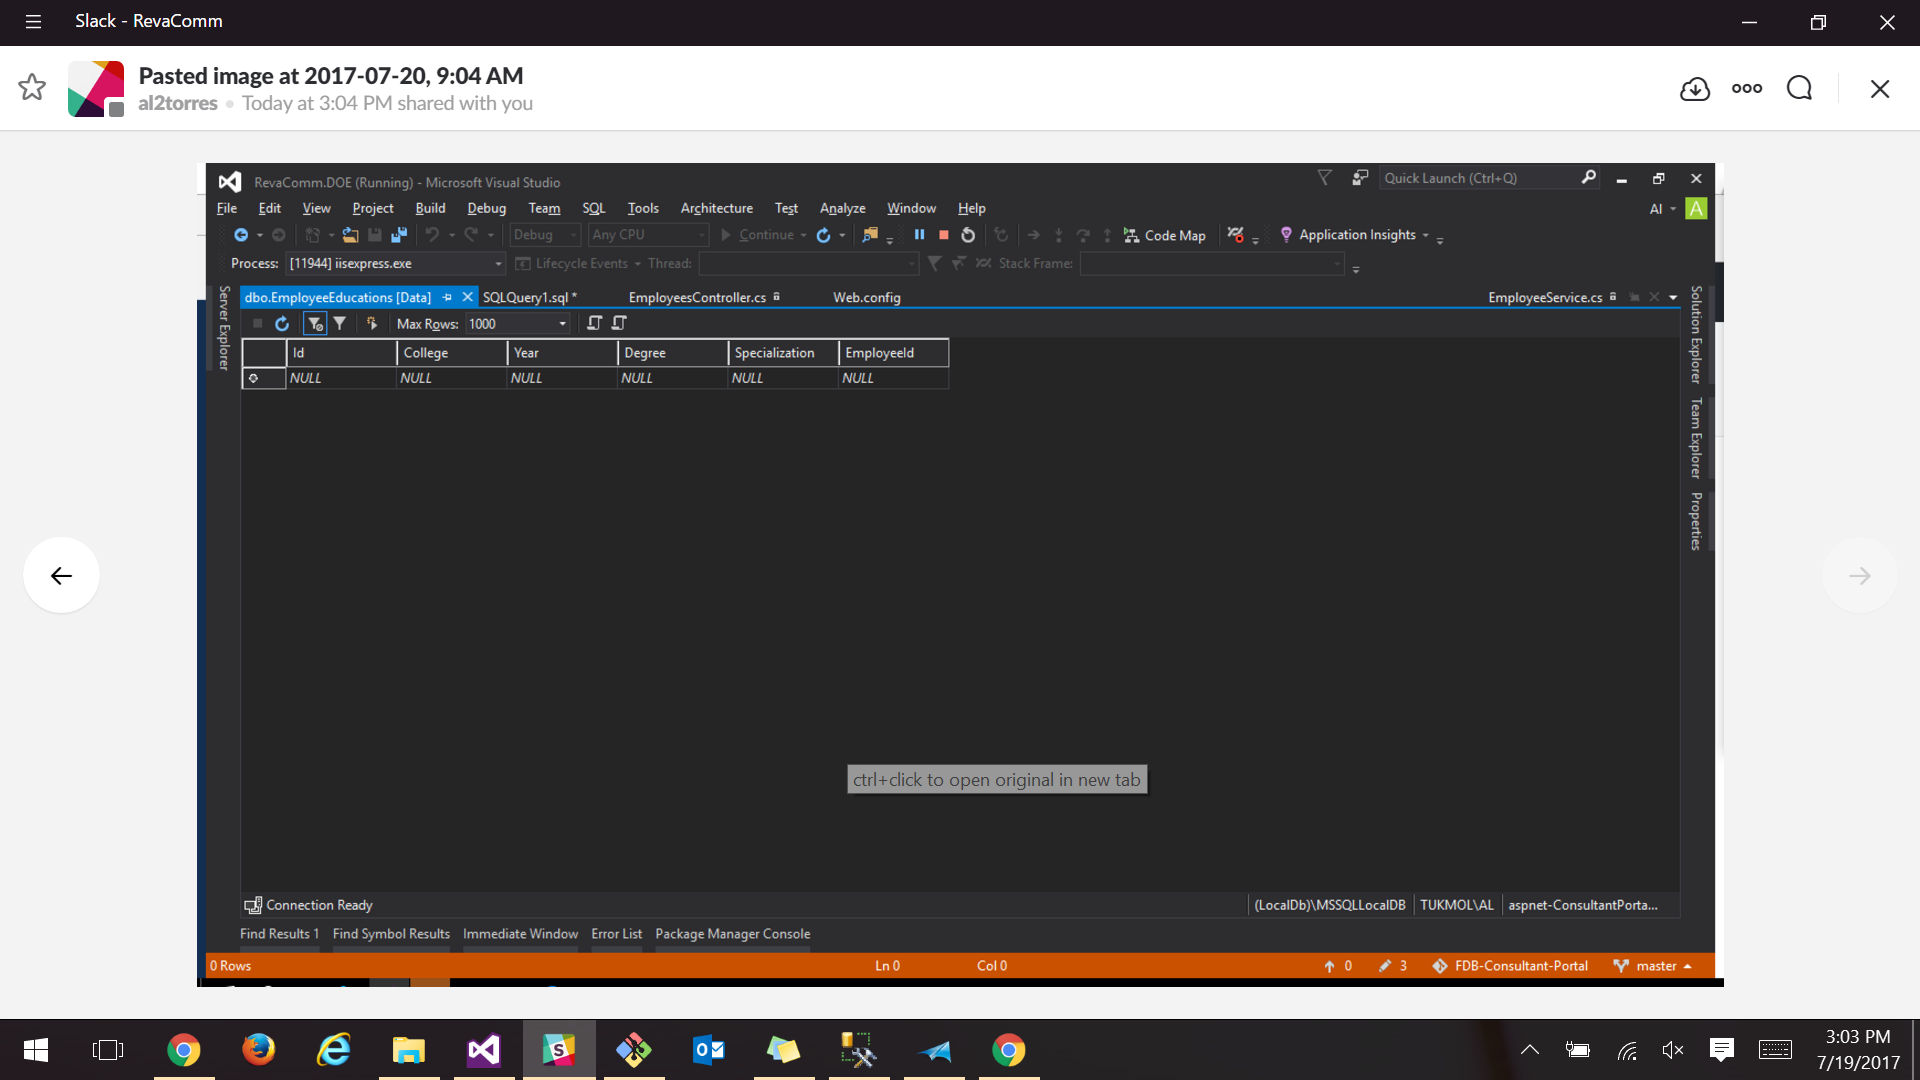 Slack - RevaComm
Pasted image at 2017-07-20, 9:04 AM
al2torres • Today at 3:04 PM shared with you
RevaComm.DOE (Running) - Microsoft Visual Studio
Quick Launch (Ctrl+Q)
File Edit View Project Build Debug Team SQL Tools Architecture Test Analyze Window Help
Al A
Debug Any CPU Continue Code Map Application Insights
Process: [11944] iisexpress.exe Lifecycle Events Thread: Stack Frame:
Server Explorer
dbo.EmployeeEducations [Data] SQLQuery1.sql * EmployeesController.cs Web.config EmployeeService.cs
Max Rows: 1000
Id College Year Degree Specialization EmployeeId
NULL NULL NULL NULL NULL NULL
Solution Explorer
Team Explorer
Properties
ctrl+click to open original in new tab
Connection Ready
(LocalDb)\MSSQLLocalDB TUKMOL\AL aspnet-ConsultantPorta...
Find Results 1 Find Symbol Results Immediate Window Error List Package Manager Console
0 Rows Ln 0 Col 0 0 3 FDB-Consultant-Portal master
3:03 PM
7/19/2017